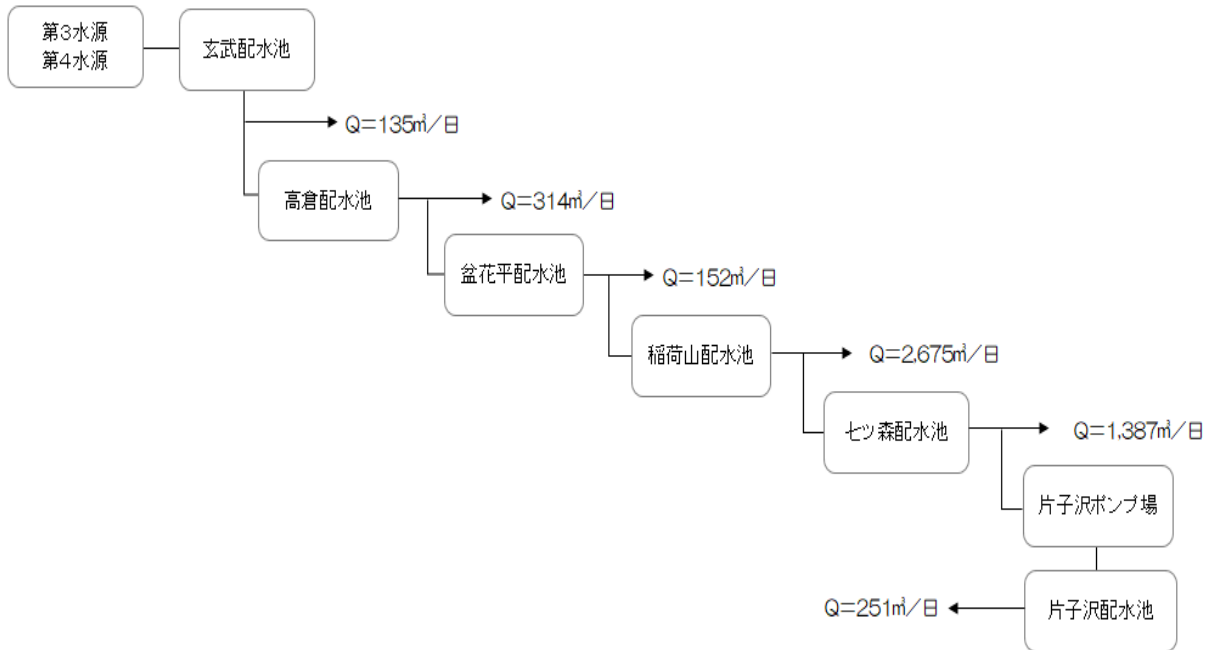 第3水源
第4水源
玄武配水池
Q=135㎥/日
高倉配水池
Q=314㎥/日
盆花平配水池
Q=152㎥/日
稲荷山配水池
Q=2,675㎥/日
七ッ森配水池
Q=1,387㎥/日
片子沢ポンプ場
片子沢配水池
Q=251㎥/日